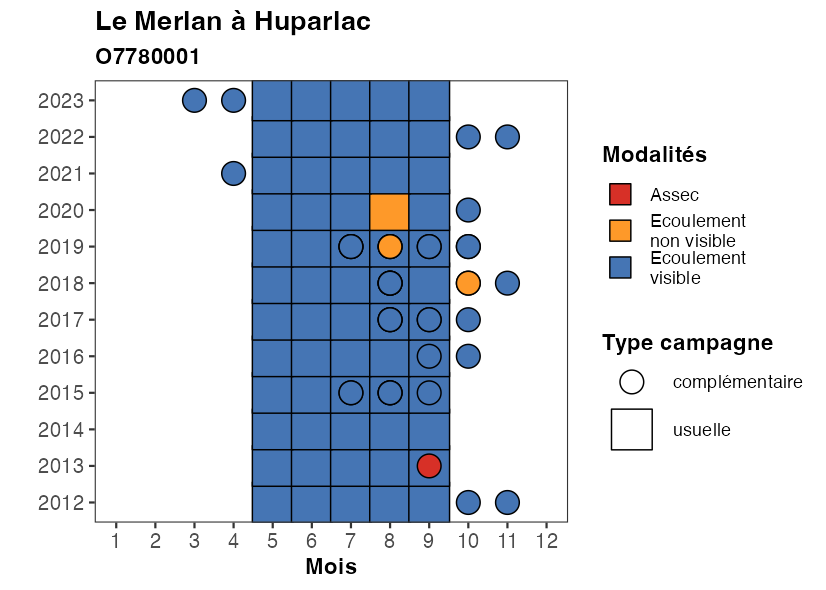 Le Merlan à Huparlac
O7780001
2023
2022
2021
2020
2019
2018
2017
2016
2015
2014
2013
2012
1 2 3 4 5 6 7 8 9 10 11 12
Mois
Modalités
Assec
Ecoulement
non visible
Ecoulement
visible
Type campagne
complémentaire
usuelle